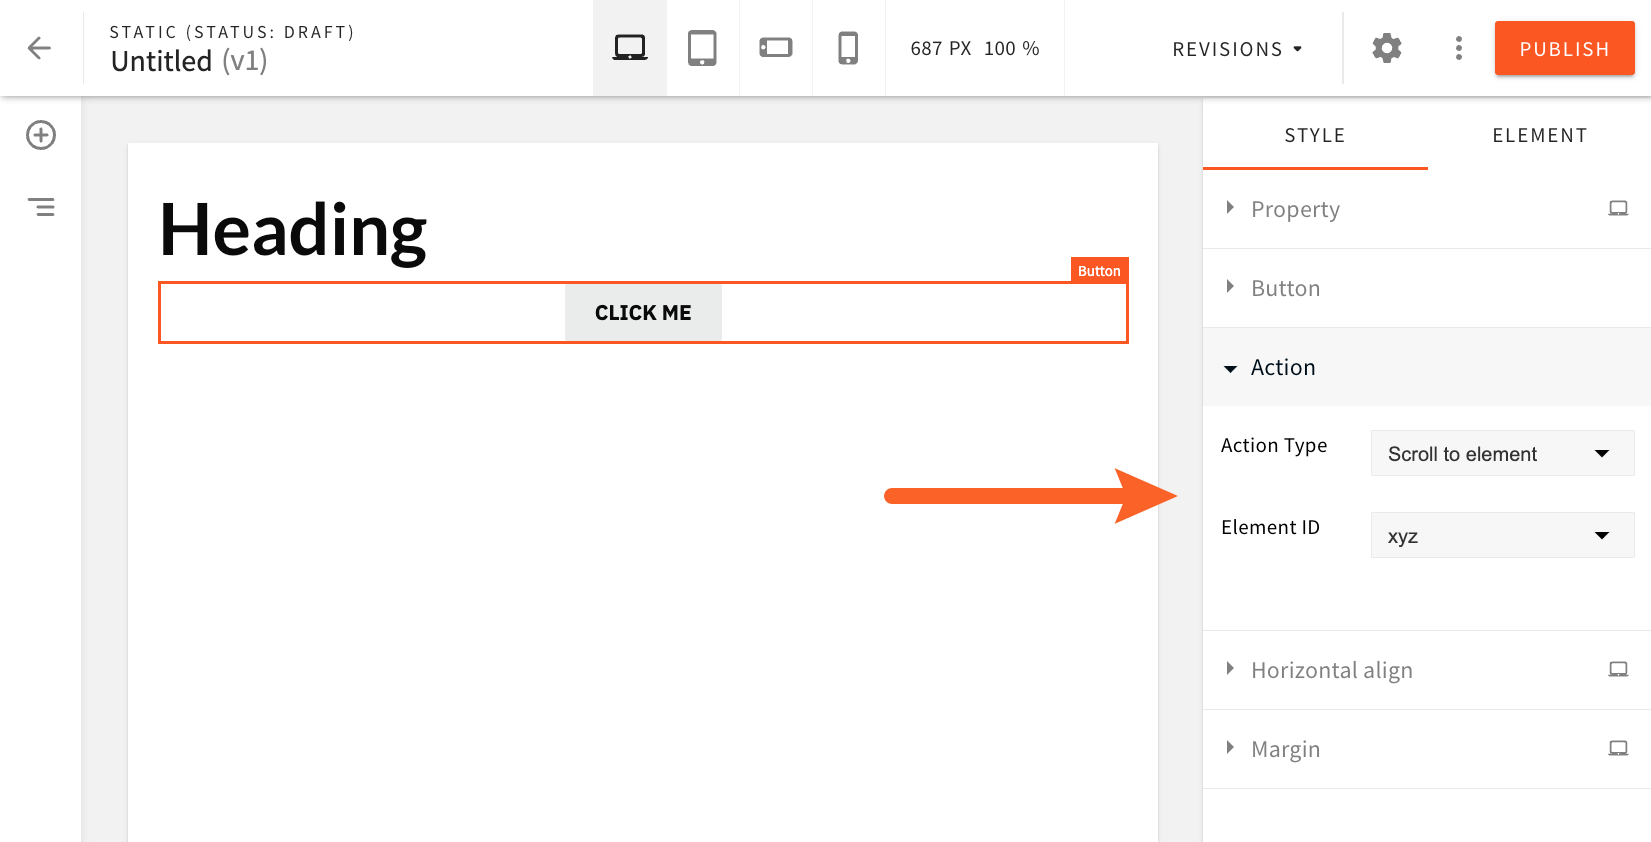 STATIC (STATUS: DRAFT)
Untitled (v1)
687 PX 100 %
REVISIONS
PUBLISH
STYLE
ELEMENT
Heading
Button
CLICK ME
Property
Button
Action
Action Type
Scroll to element
Element ID
xyz
Horizontal align
Margin